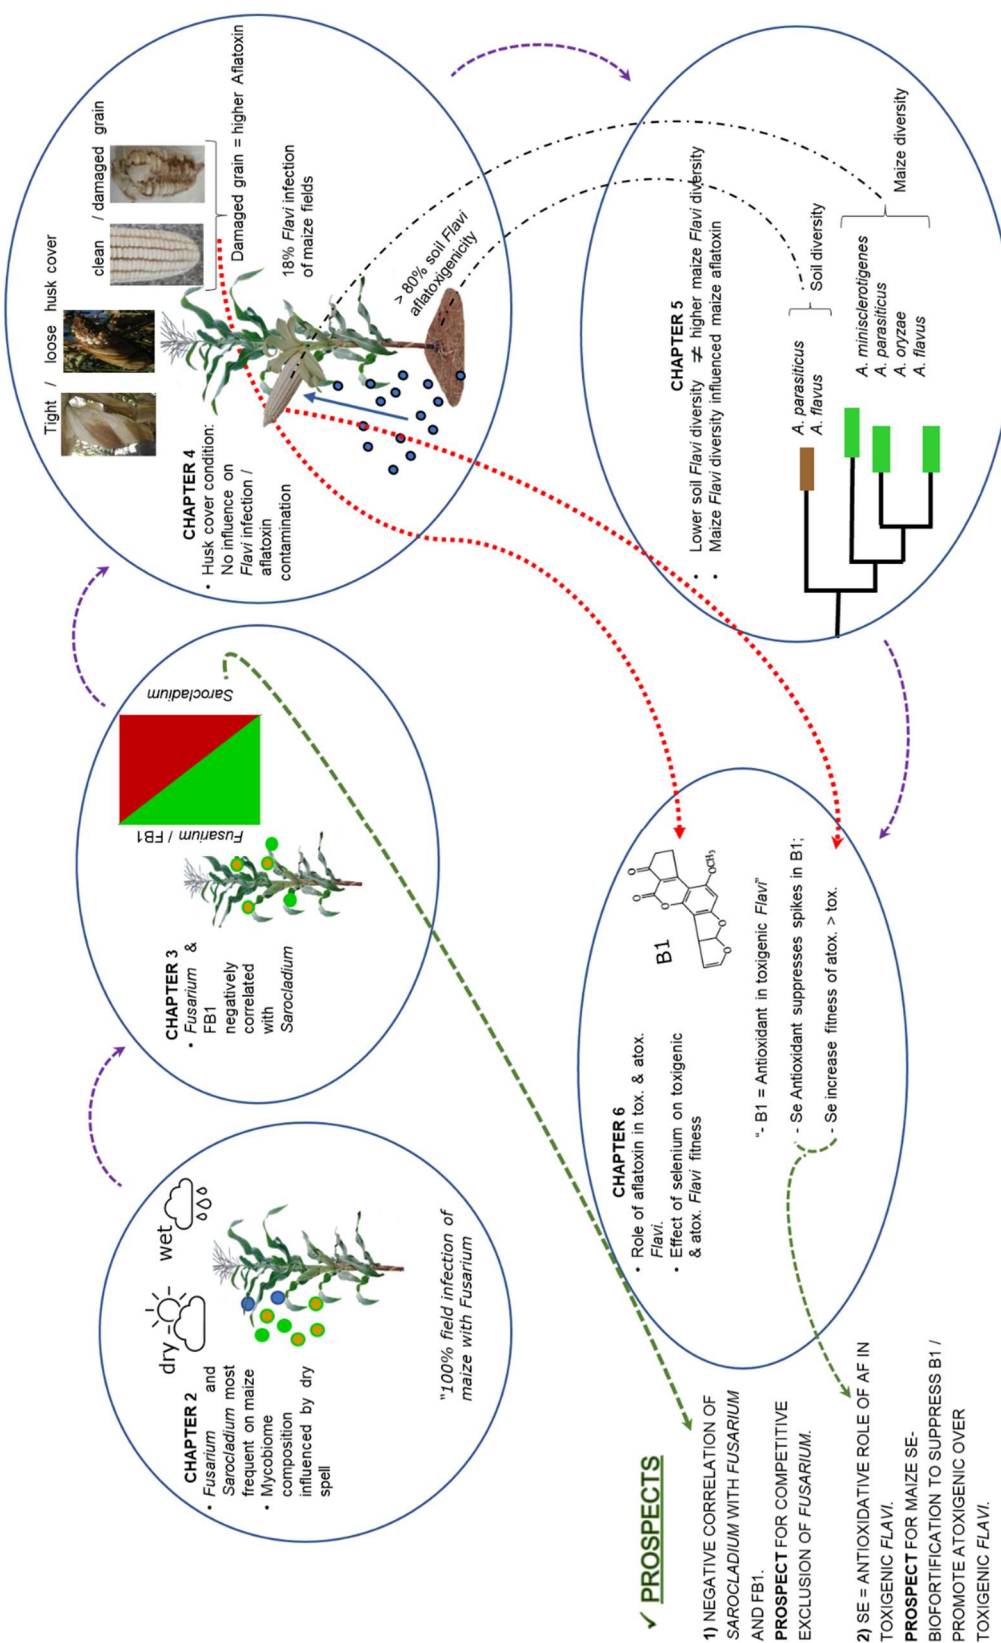 CHAPTER 2
• Fusarium and
Sarocladium most
frequent on maize
• Mycobiome
composition
influenced by dry
spell
dry
wet
"100% field infection of
maize with Fusarium
CHAPTER 3
• Fusarium &
FB1
negatively
correlated
with
Sarocladium
Fusarium / FB1
Sarocladium
CHAPTER 4
• Husk cover condition:
No influence on
Flavi infection /
aflatoxin
contamination
Tight / loose husk cover
clean / damaged grain
Damaged grain = higher Aflatoxin
18% Flavi infection
of maize fields
> 80% soil Flavi
aflatoxigenicity
CHAPTER 5
• Lower soil Flavi diversity ≠ higher maize Flavi diversity
• Maize Flavi diversity influenced maize aflatoxin
A. parasiticus
A. flavus
Soil diversity
A. minisclerotigenes
A. parasiticus
A. oryzae
A. flavus
Maize diversity
CHAPTER 6
• Role of aflatoxin in tox. & atox.
Flavi.
• Effect of selenium on toxigenic
& atox. Flavi fitness
B1
O
O
O
OCH₃
O
O
"- B1 = Antioxidant in toxigenic Flavi"
- Se Antioxidant suppresses spikes in B1;
- Se increase fitness of atox. > tox.
✓ PROSPECTS
1) NEGATIVE CORRELATION OF
SAROCLADIUM WITH FUSARIUM
AND FB1.
PROSPECT FOR COMPETITIVE
EXCLUSION OF FUSARIUM.
2) SE = ANTIOXIDATIVE ROLE OF AF IN
TOXIGENIC FLAVI.
PROSPECT FOR MAIZE SE-
BIOFORTIFICATION TO SUPPRESS B1 /
PROMOTE ATOXIGENIC OVER
TOXIGENIC FLAVI.